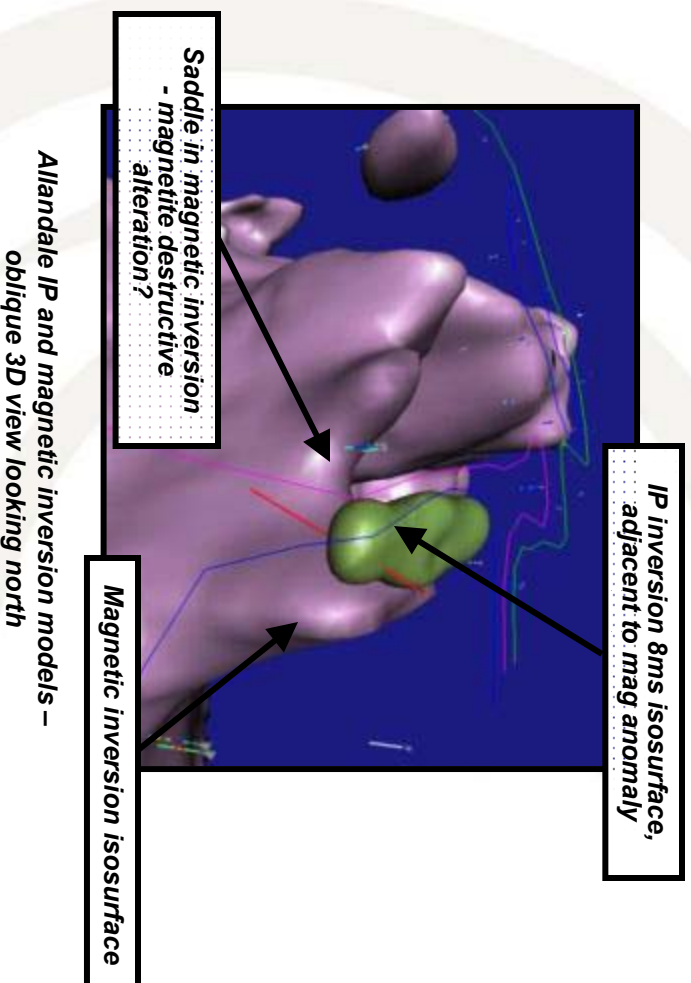 IP inversion 8ms isosurface,
adjacent to mag anomaly
Saddle in magnetic inversion
- magnetite destructive
alteration?
Magnetic inversion isosurface
Allandale IP and magnetic inversion models –
oblique 3D view looking north